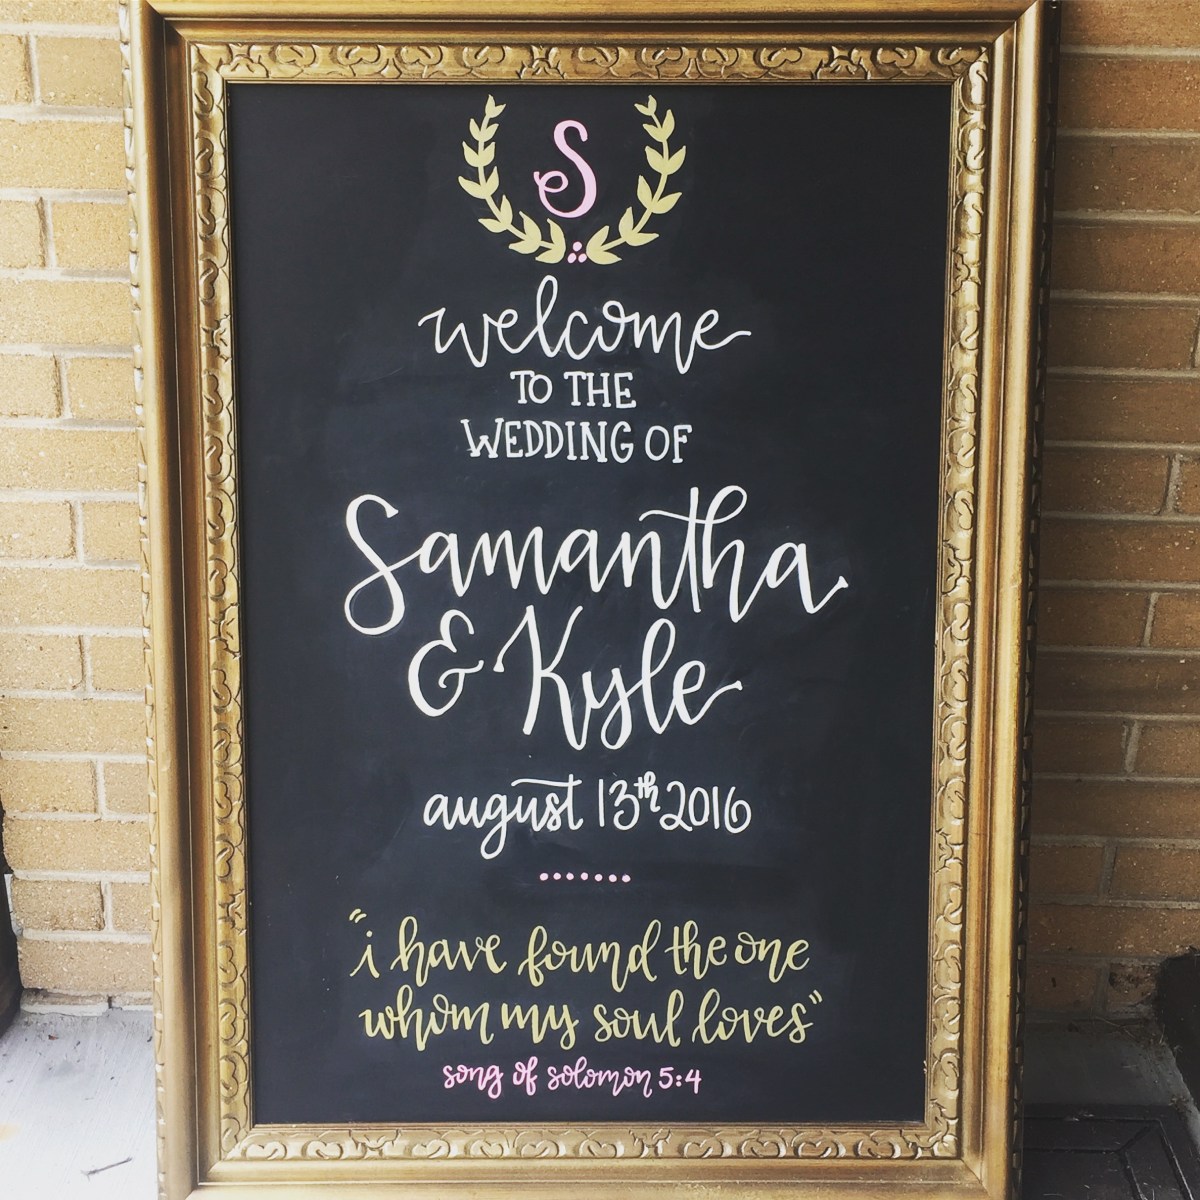 S
welcome
TO THE
WEDDING OF
Samantha
& Kyle
august 13th 2016
"i have found the one
whom my soul loves"
song of solomon 5:4